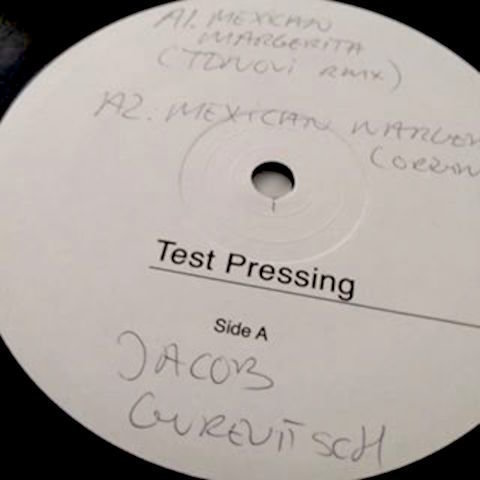 A1. MEXICAN
MARGERITA
(TONOVI RMX)
A2. MEXICAN
Test Pressing
Side A
JACOB
GUREVITSCH